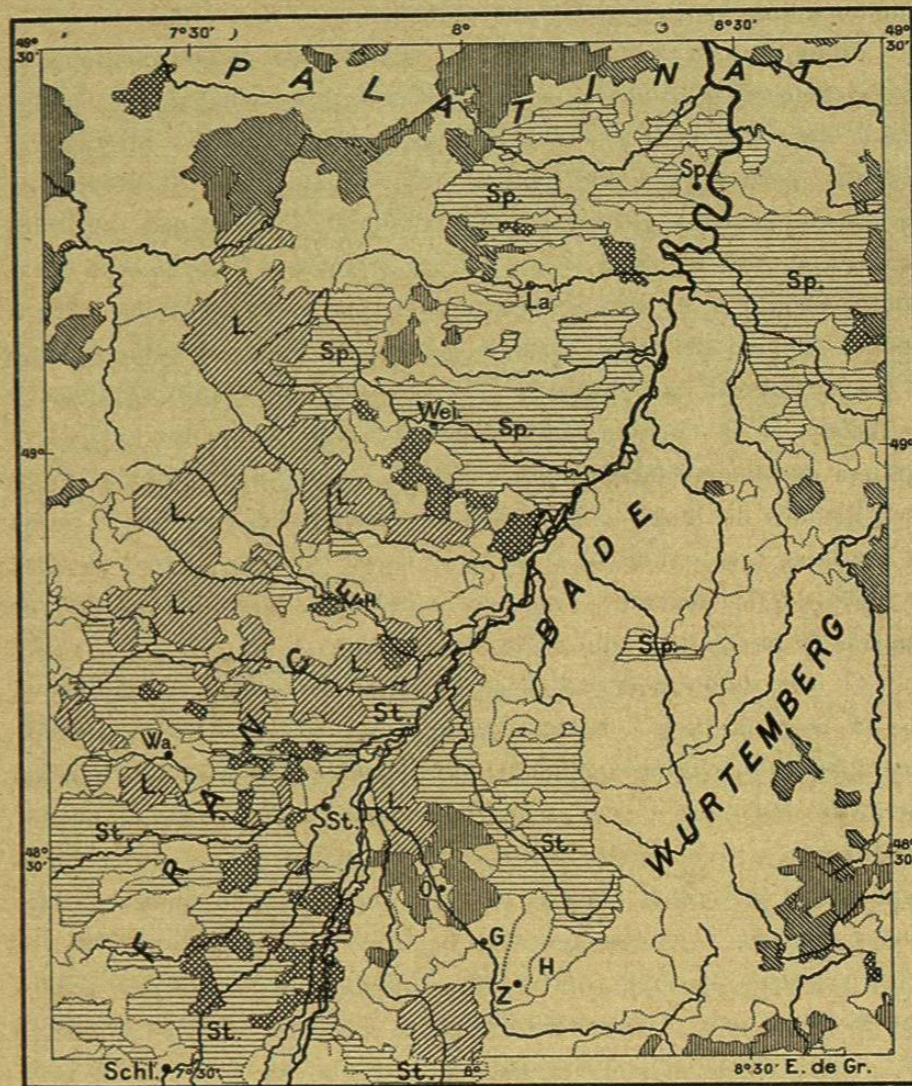 7°30' 8° 8°30'
49°
30'
49°
30'
PALATINAT
Sp.
Sp.
Sp.
La
L.
Sp.
Wei.
Sp.
49°
49°
L.
L.
BADE
H
L.
Sp.
L.
St.
WURTEMBERG
Wa.
L.
L.
St.
St.
St.
FRANCE
48°
30'
48°
30'
O
G
H
Z
St.
St.
Schl. 7°30' 8° 8°30' E. de Gr.